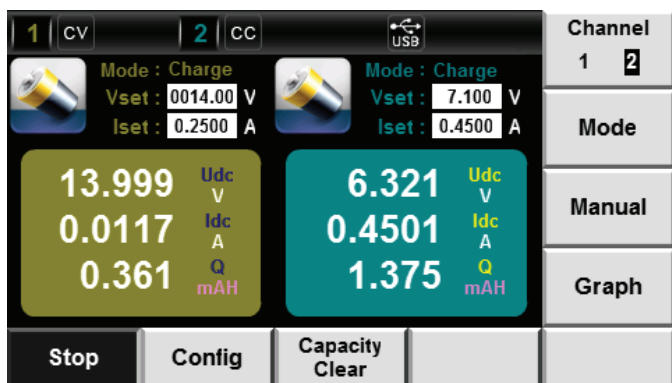 1 CV 2 CC USB
Channel
1 2
Mode : Charge
Vset : 0014.00 V
Iset : 0.2500 A
Mode : Charge
Vset : 7.100 V
Iset : 0.4500 A
Mode
13.999 Udc V
0.0117 Idc A
0.361 Q mAH
6.321 Udc V
0.4501 Idc A
1.375 Q mAH
Manual
Graph
Stop
Config
Capacity
Clear